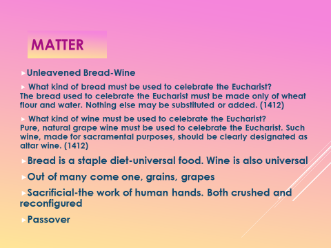 MATTER
Unleavened Bread-Wine
What kind of bread must be used to celebrate the Eucharist?
The bread used to celebrate the Eucharist must be made only of wheat
flour and water. Nothing else may be substituted or added. (1412)
What kind of wine must be used to celebrate the Eucharist?
Pure, natural grape wine must be used to celebrate the Eucharist. Such
wine, made for sacramental purposes, should be clearly designated as
altar wine. (1412)
Bread is a staple diet-universal food. Wine is also universal
Out of many come one, grains, grapes
Sacrificial-the work of human hands. Both crushed and
reconfigured
Passover